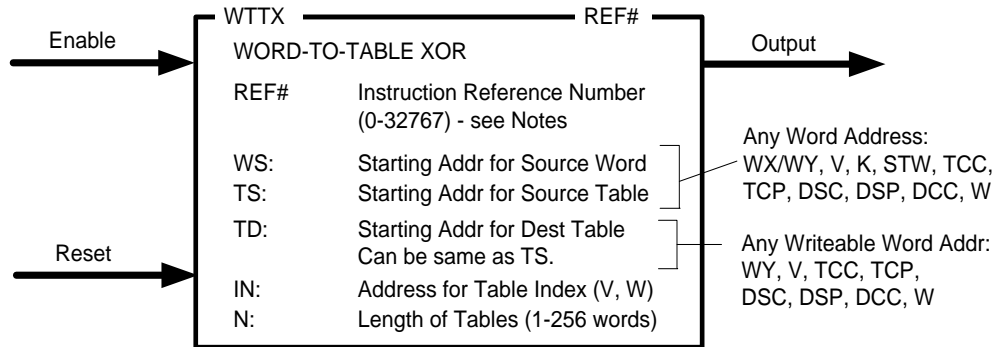 WTTX REF#
Enable
WORD-TO-TABLE XOR
Output
REF# Instruction Reference Number
(0-32767) - see Notes
WS: Starting Addr for Source Word
TS: Starting Addr for Source Table
Any Word Address:
WX/WY, V, K, STW, TCC,
TCP, DSC, DSP, DCC, W
TD: Starting Addr for Dest Table
Can be same as TS.
Any Writeable Word Addr:
WY, V, TCC, TCP,
DSC, DSP, DCC, W
Reset
IN: Address for Table Index (V, W)
N: Length of Tables (1-256 words)